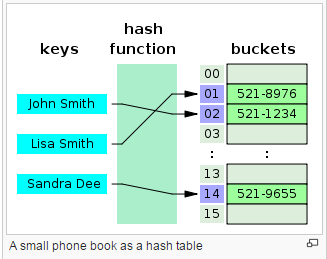 keys
hash
function
buckets
John Smith
Lisa Smith
Sandra Dee
00
01 521-8976
02 521-1234
03
: :
13
14 521-9655
15
A small phone book as a hash table